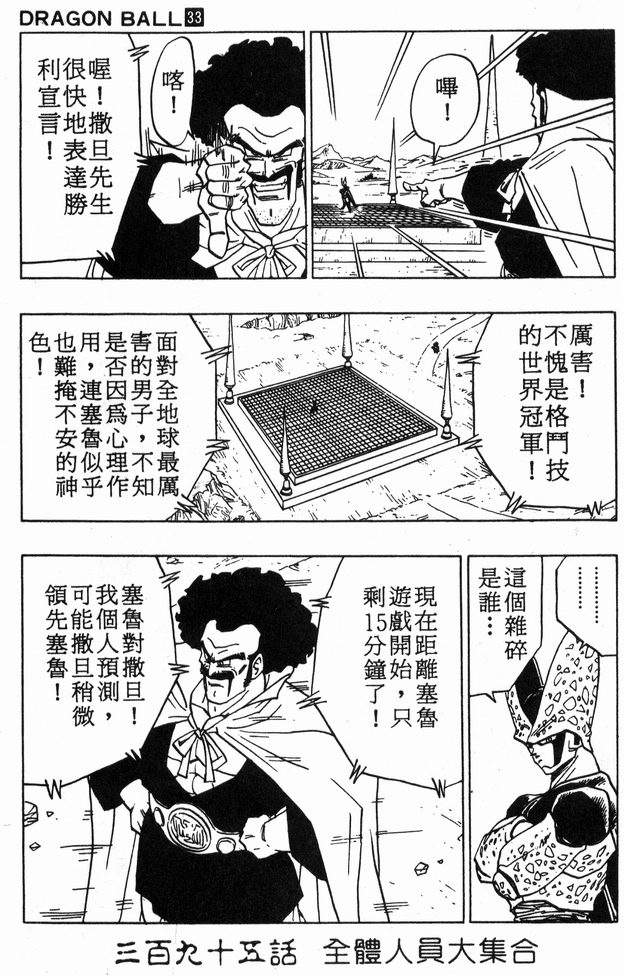 DRAGON BALL 33
嗶！
喀！
喔！撒旦先生
很快地表達勝
利宣言！
厲害！
不愧是格鬥技
的世界冠軍！
面對全地球最厲
害的男子，不知
是否因為心理作
用，連塞魯似乎
也難掩不安的神
色！
………
這個雜碎
是誰…
現在距離塞魯
遊戲開始，只
剩15分鐘了！
塞魯對撒旦！
我個人預測，
可能撒旦稍微
領先塞魯！
三百九十五話 全體人員大集合